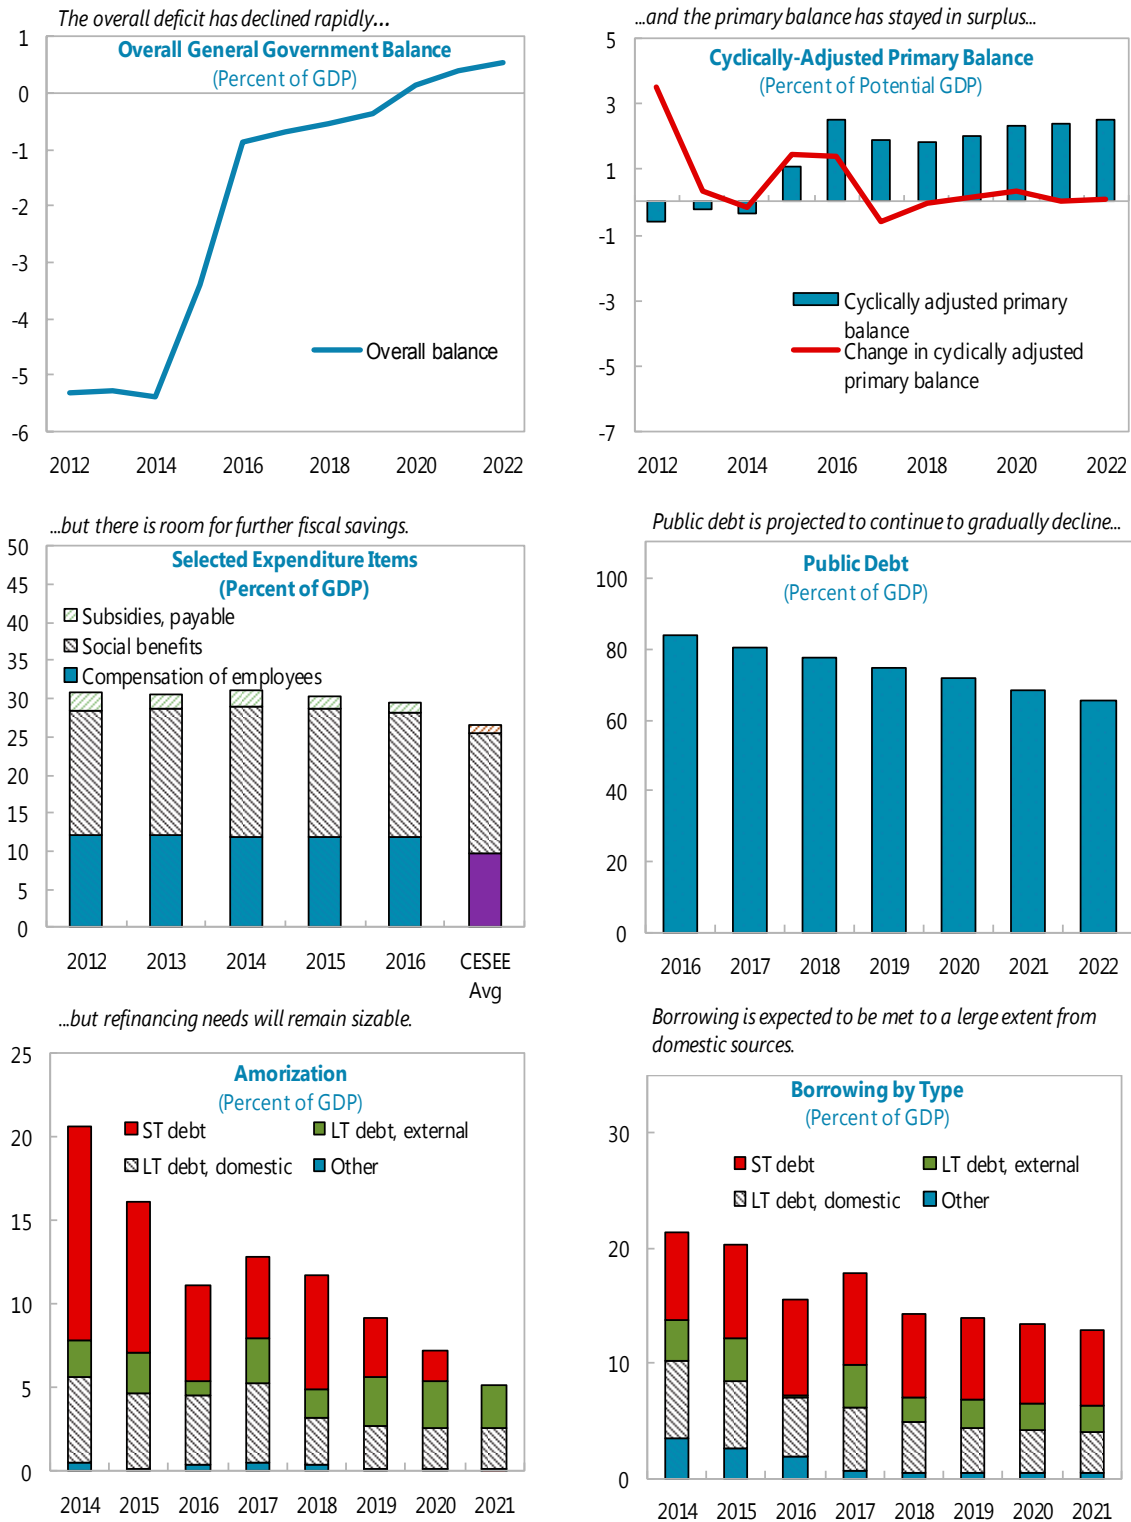 The overall deficit has declined rapidly...
Overall General Government Balance
(Percent of GDP)
1
0
-1
-2
-3
-4
-5
-6
Overall balance
2012 2014 2016 2018 2020 2022
...and the primary balance has stayed in surplus...
Cyclically-Adjusted Primary Balance
(Percent of Potential GDP)
5
3
1
-1
-3
-5
-7
Cyclically adjusted primary
balance
Change in cyclically adjusted
primary balance
2012 2014 2016 2018 2020 2022
...but there is room for further fiscal savings.
Selected Expenditure Items
(Percent of GDP)
50
45
40
35
30
25
20
15
10
5
0
Subsidies, payable
Social benefits
Compensation of employees
2012 2013 2014 2015 2016 CESEE
Avg
Public debt is projected to continue to gradually decline...
Public Debt
(Percent of GDP)
100
80
60
40
20
0
2016 2017 2018 2019 2020 2021 2022
...but refinancing needs will remain sizable.
Amorization
(Percent of GDP)
25
20
15
10
5
0
ST debt LT debt, external
LT debt, domestic Other
2014 2015 2016 2017 2018 2019 2020 2021
Borrowing is expected to be met to a lerge extent from
domestic sources.
Borrowing by Type
(Percent of GDP)
30
20
10
0
ST debt LT debt, external
LT debt, domestic Other
2014 2015 2016 2017 2018 2019 2020 2021